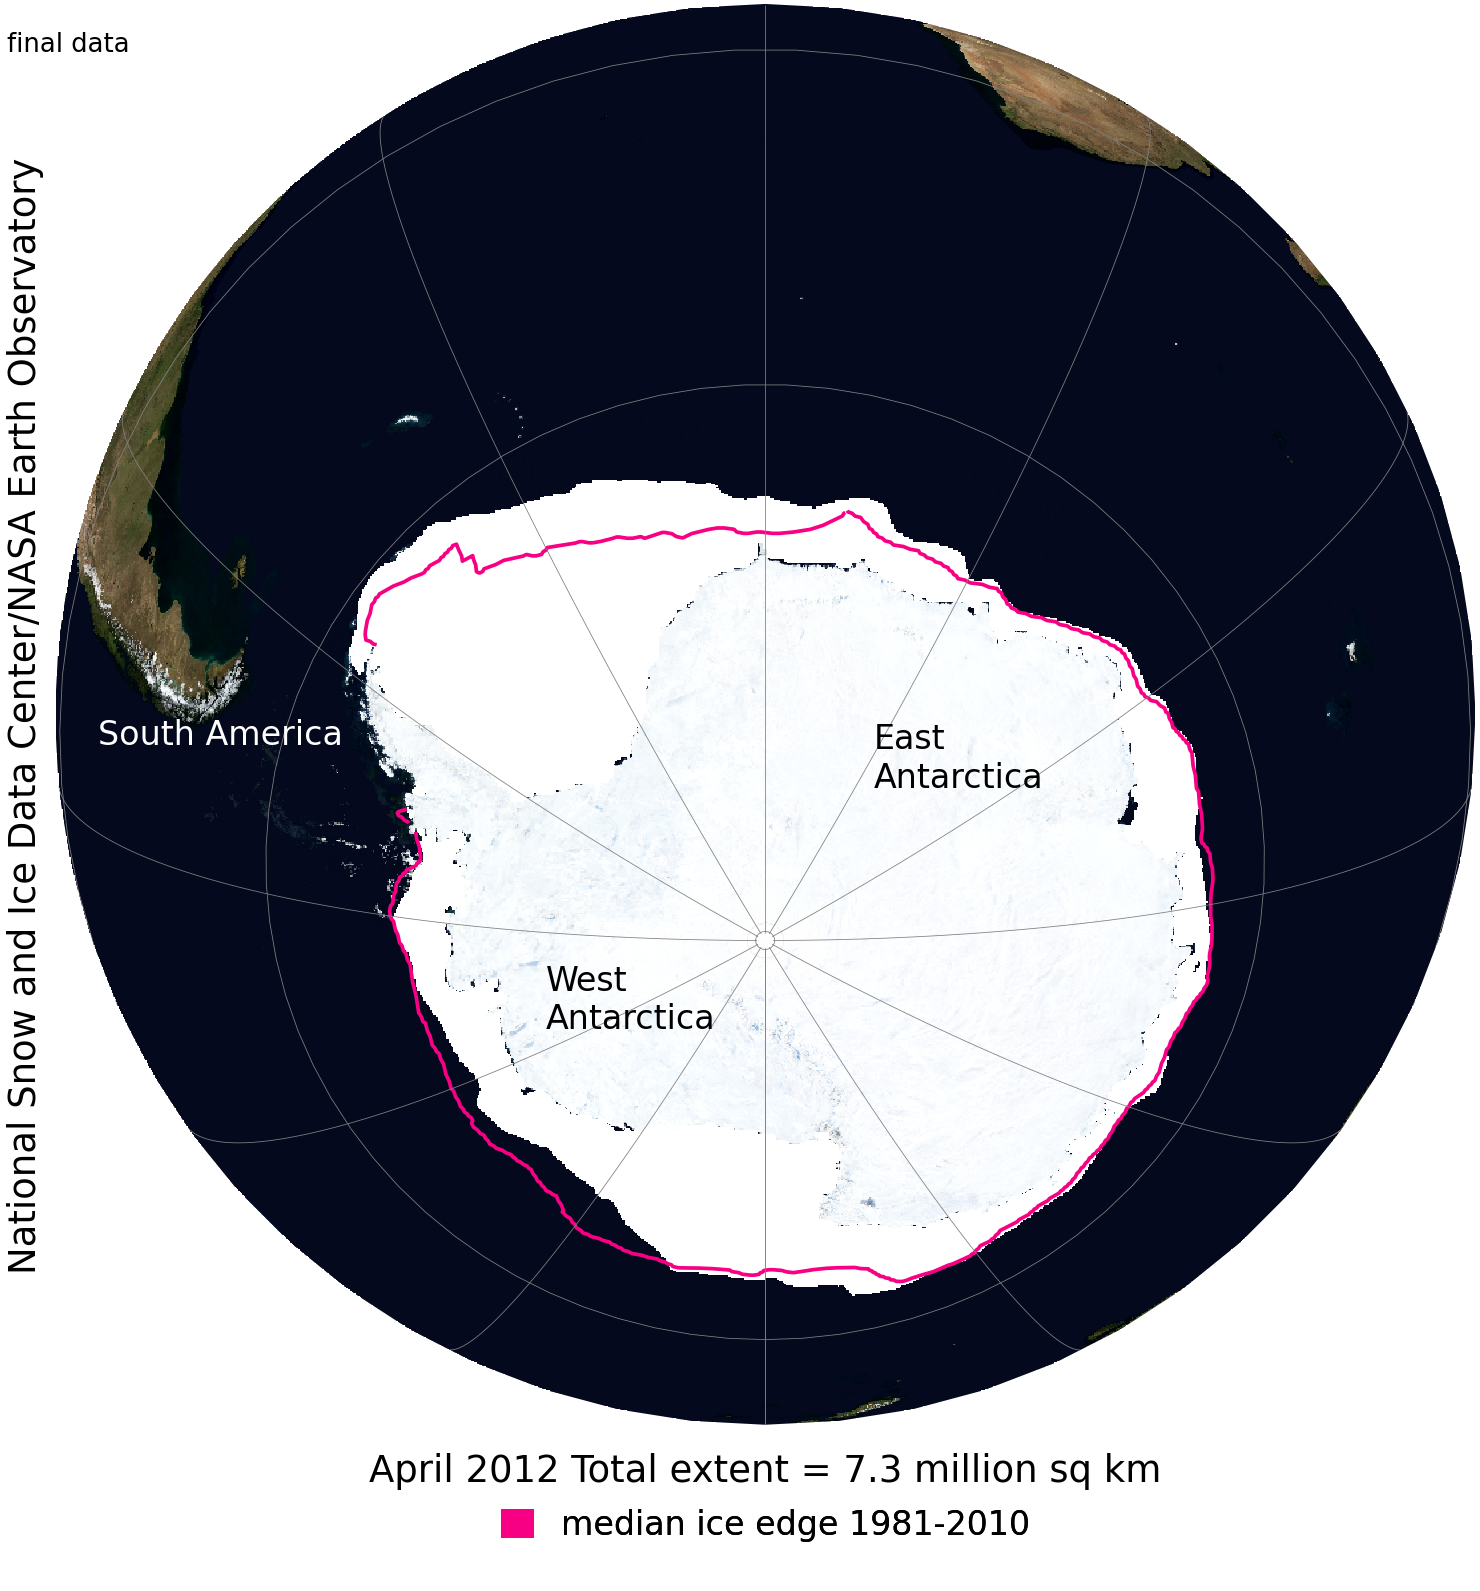 final data
National Snow and Ice Data Center/NASA Earth Observatory
South America
East
Antarctica
West
Antarctica
April 2012 Total extent = 7.3 million sq km
median ice edge 1981-2010